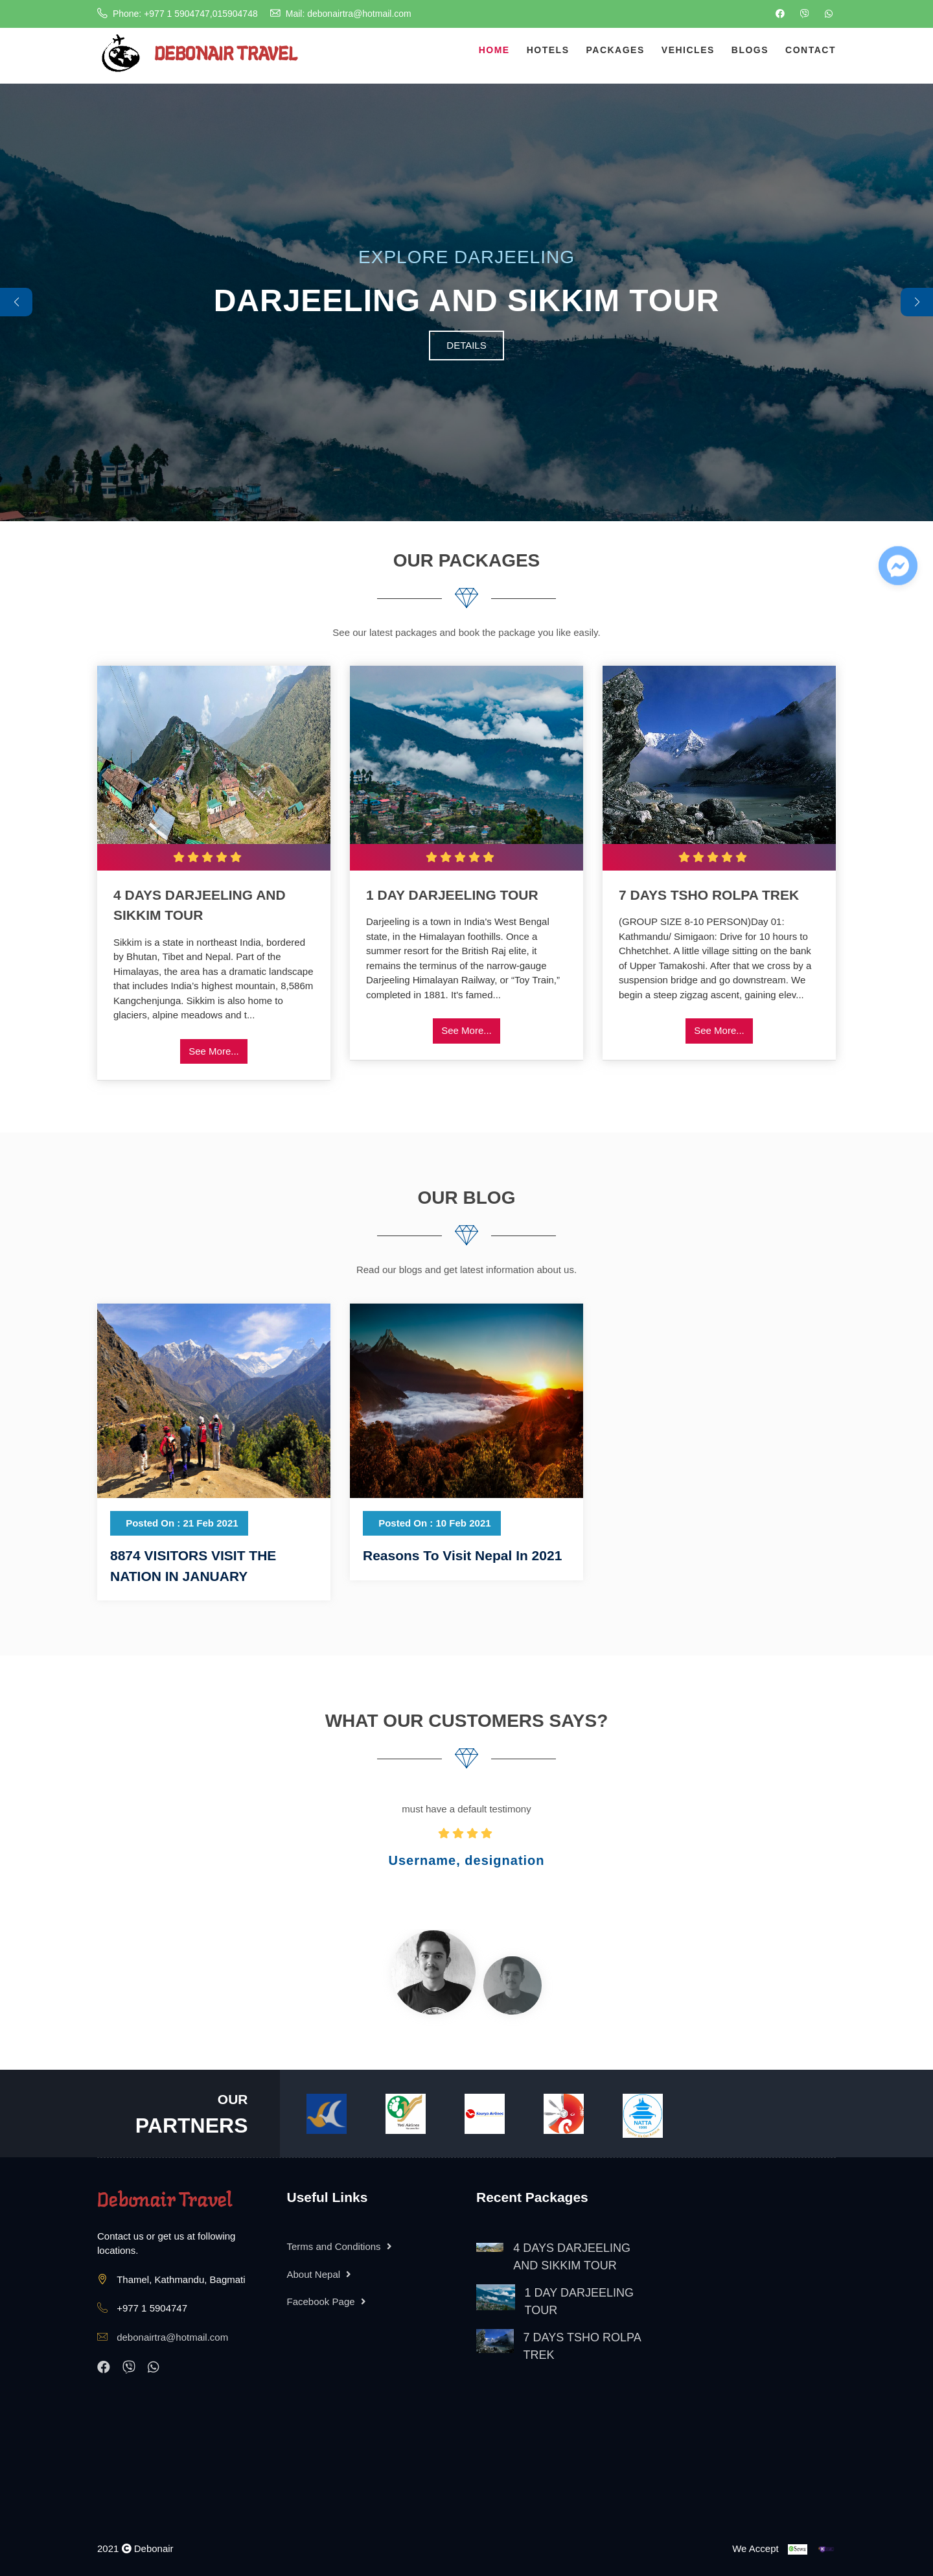 Phone: +977 1 5904747,015904748 Mail: debonairtra@hotmail.com
DEBONAIR TRAVEL
HOME HOTELS PACKAGES VEHICLES BLOGS CONTACT
EXPLORE DARJEELING
DARJEELING AND SIKKIM TOUR
DETAILS
OUR PACKAGES
See our latest packages and book the package you like easily.
4 DAYS DARJEELING AND
SIKKIM TOUR
Sikkim is a state in northeast India, bordered
by Bhutan, Tibet and Nepal. Part of the
Himalayas, the area has a dramatic landscape
that includes India's highest mountain, 8,586m
Kangchenjunga. Sikkim is also home to
glaciers, alpine meadows and t...
See More...
1 DAY DARJEELING TOUR
Darjeeling is a town in India's West Bengal
state, in the Himalayan foothills. Once a
summer resort for the British Raj elite, it
remains the terminus of the narrow-gauge
Darjeeling Himalayan Railway, or “Toy Train,”
completed in 1881. It's famed...
See More...
7 DAYS TSHO ROLPA TREK
(GROUP SIZE 8-10 PERSON)Day 01:
Kathmandu/ Simigaon: Drive for 10 hours to
Chhetchhet. A little village sitting on the bank
of Upper Tamakoshi. After that we cross by a
suspension bridge and go downstream. We
begin a steep zigzag ascent, gaining elev...
See More...
OUR BLOG
Read our blogs and get latest information about us.
Posted On : 21 Feb 2021
8874 VISITORS VISIT THE
NATION IN JANUARY
Posted On : 10 Feb 2021
Reasons To Visit Nepal In 2021
WHAT OUR CUSTOMERS SAYS?
must have a default testimony
Username, designation
OUR
PARTNERS
Yeti Airlines
NATTA
Debonair Travel
Contact us or get us at following
locations.
Thamel, Kathmandu, Bagmati
+977 1 5904747
debonairtra@hotmail.com
Useful Links
Terms and Conditions
About Nepal
Facebook Page
Recent Packages
4 DAYS DARJEELING
AND SIKKIM TOUR
1 DAY DARJEELING
TOUR
7 DAYS TSHO ROLPA
TREK
2021 Debonair
We Accept